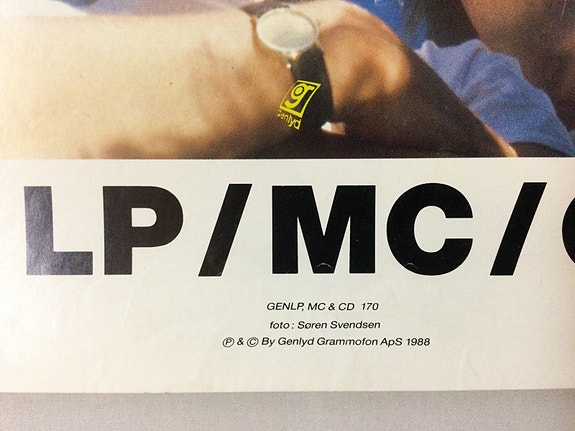 g
Genlyd
LP/MC/
GENLP, MC & CD 170
foto: Søren Svendsen
Ⓟ & © By Genlyd Grammofon ApS 1988